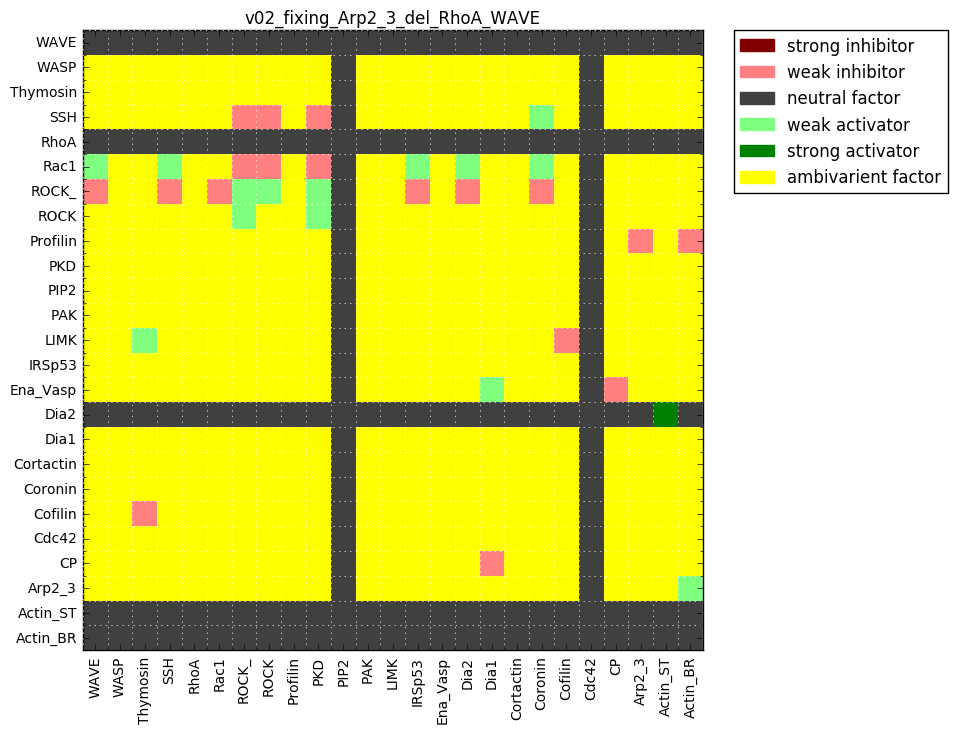 v02_fixing_Arp2_3_del_RhoA_WAVE
WAVE
WASP
Thymosin
SSH
RhoA
Rac1
ROCK_
ROCK
Profilin
PKD
PIP2
PAK
LIMK
IRSp53
Ena_Vasp
Dia2
Dia1
Cortactin
Coronin
Cofilin
Cdc42
CP
Arp2_3
Actin_ST
Actin_BR
WAVE
WASP
Thymosin
SSH
RhoA
Rac1
ROCK_
ROCK
Profilin
PKD
PIP2
PAK
LIMK
IRSp53
Ena_Vasp
Dia2
Dia1
Cortactin
Coronin
Cofilin
Cdc42
CP
Arp2_3
Actin_ST
Actin_BR
strong inhibitor
weak inhibitor
neutral factor
weak activator
strong activator
ambivarient factor